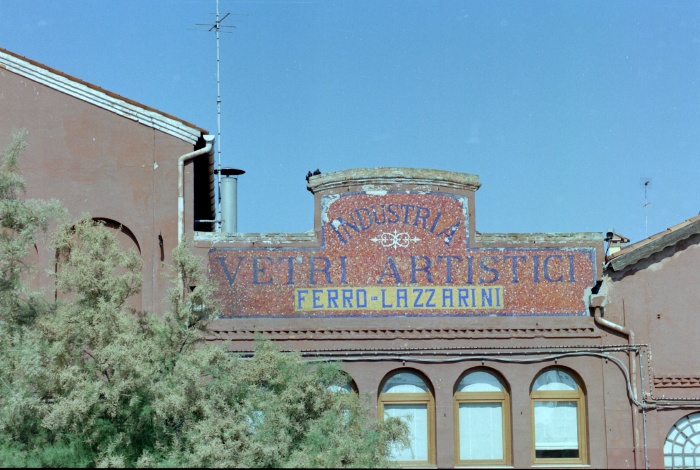 INDUSTRIA
VETRI ARTISTICI
FERRO-LAZZARINI